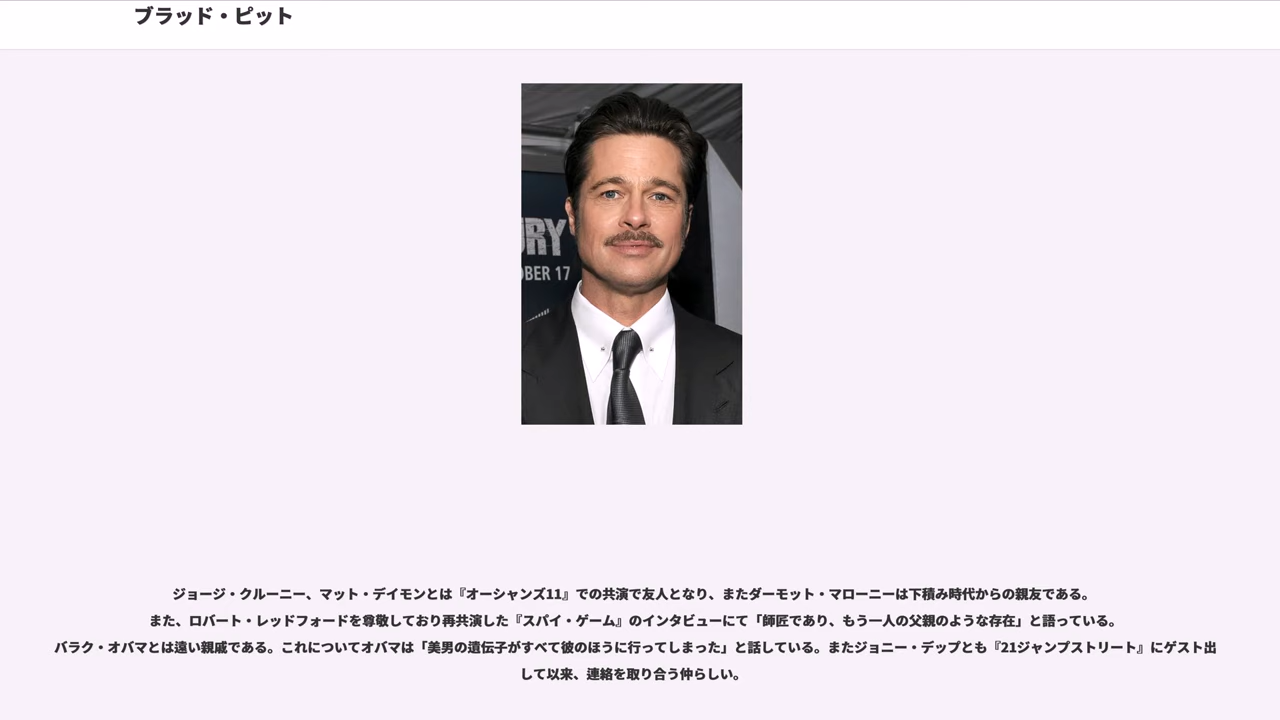 ブラッド・ピット
URY
OBER 17
ジョージ・クルーニー、マット・デイモンとは『オーシャンズ11』での共演で友人となり、またダーモット・マローニーは下積み時代からの親友である。
また、ロバート・レッドフォードを尊敬しており再共演した『スパイ・ゲーム』のインタビューにて「師匠であり、もう一人の父親のような存在」と語っている。
バラク・オバマとは遠い親戚である。これについてオバマは「美男の遺伝子がすべて彼のほうに行ってしまった」と話している。またジョニー・デップとも『21ジャンプストリート』にゲスト出
して以来、連絡を取り合う仲らしい。